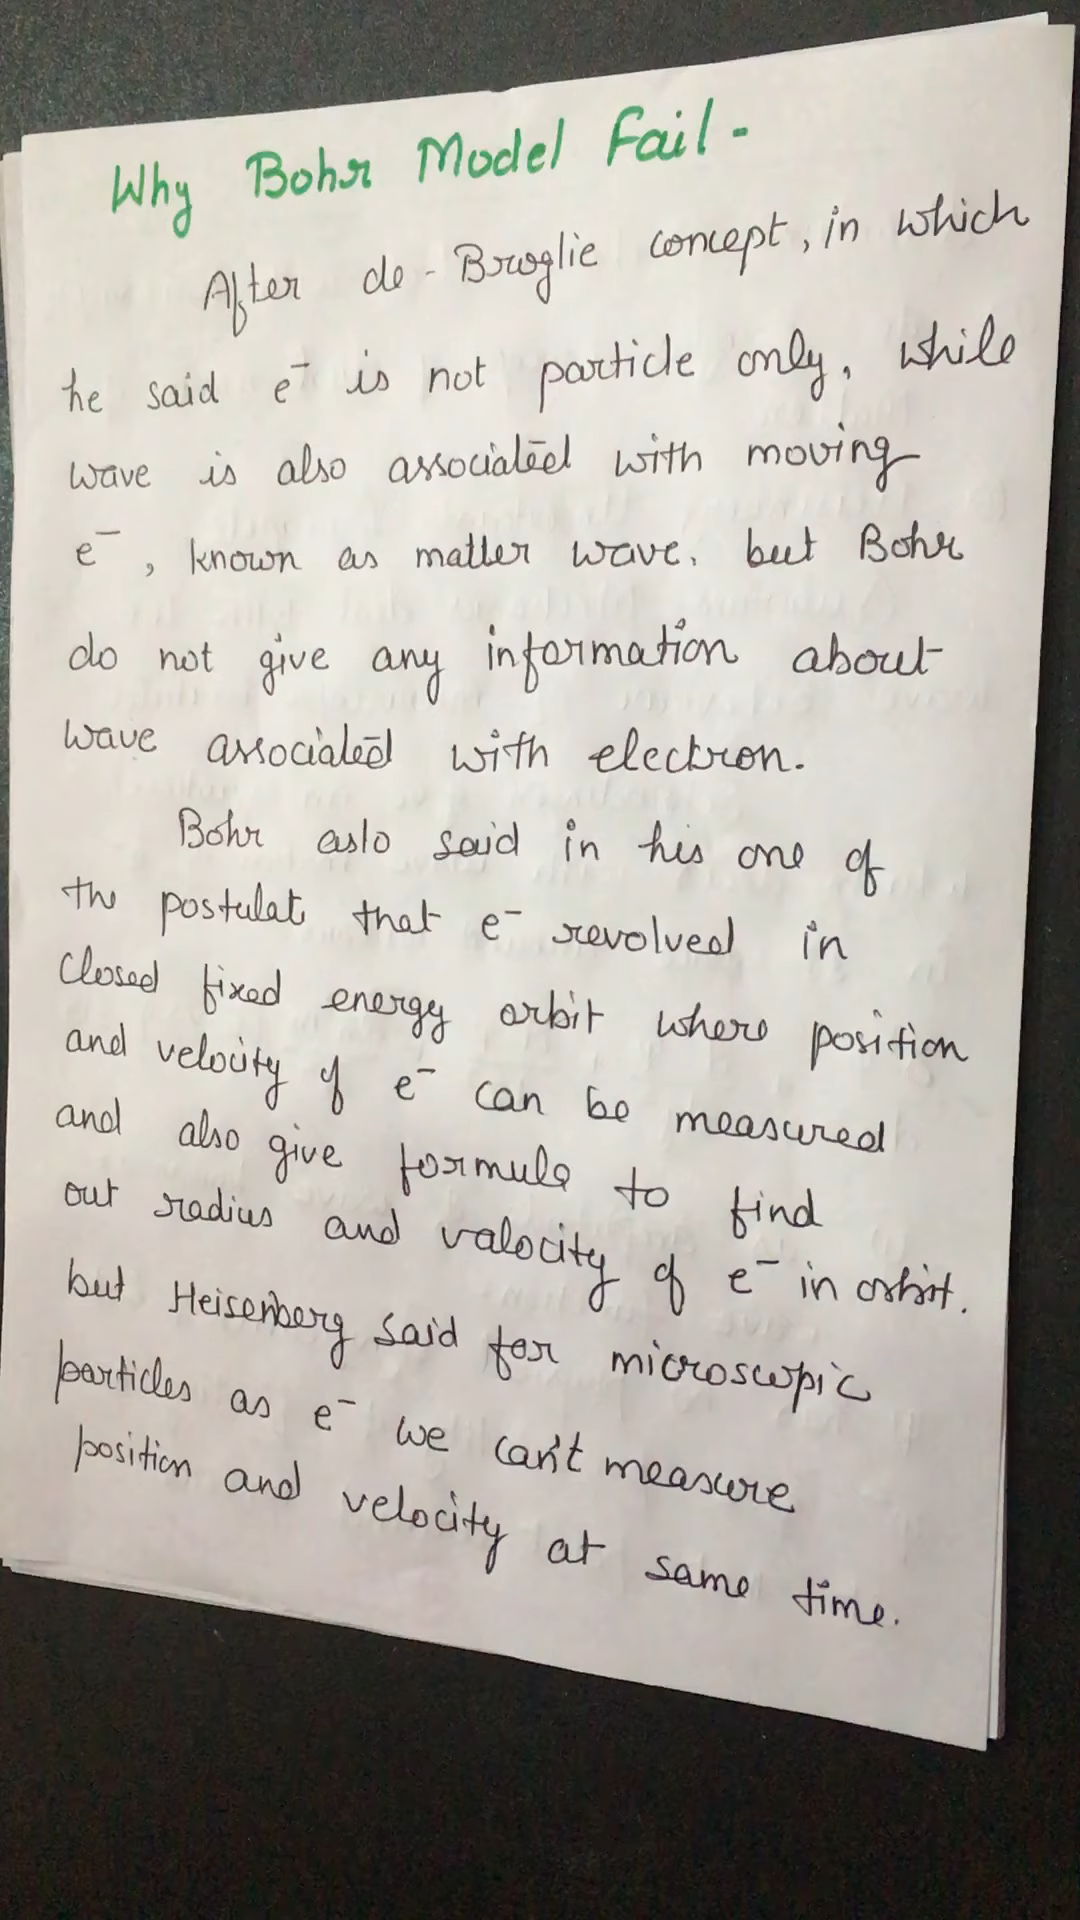 Why Bohr Model Fail -
After de-Broglie concept, in which
he said e⁻ is not particle only, while
wave is also associated with moving
e⁻, known as matter wave. but Bohr
do not give any information about
wave associated with electron.
Bohr aslo said in his one of
the postulat that e⁻ revolved in
closed fixed energy orbit where position
and velocity of e⁻ can be measured
and also give formula to find
out radius and valocity of e⁻ in orbit.
but Heisenberg said for microscopic
particles as e⁻ we can't measure
position and velocity at same time.